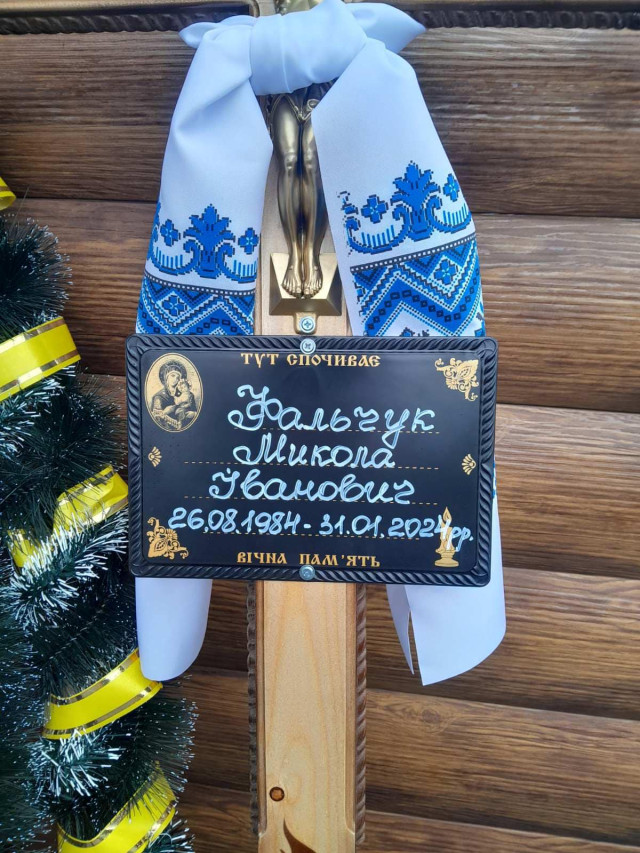 ТУТ СПОЧИВАЄ
Фальчук
Микола
Іванович
26.08.1984 - 31.01.2024рр.
ВІЧНА ПАМ'ЯТЬ